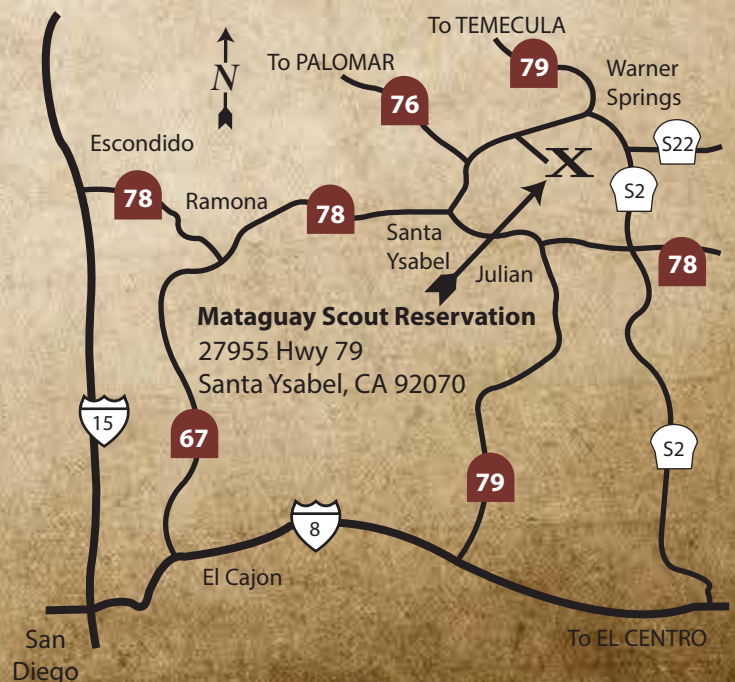 To TEMECULA
To PALOMAR
79
Warner
Springs
N
76
Escondido
S22
78
Ramona
78
S2
Santa
Ysabel
Julian
78
X
Mataguay Scout Reservation
27955 Hwy 79
Santa Ysabel, CA 92070
15
67
S2
79
8
El Cajon
San
Diego
To EL CENTRO